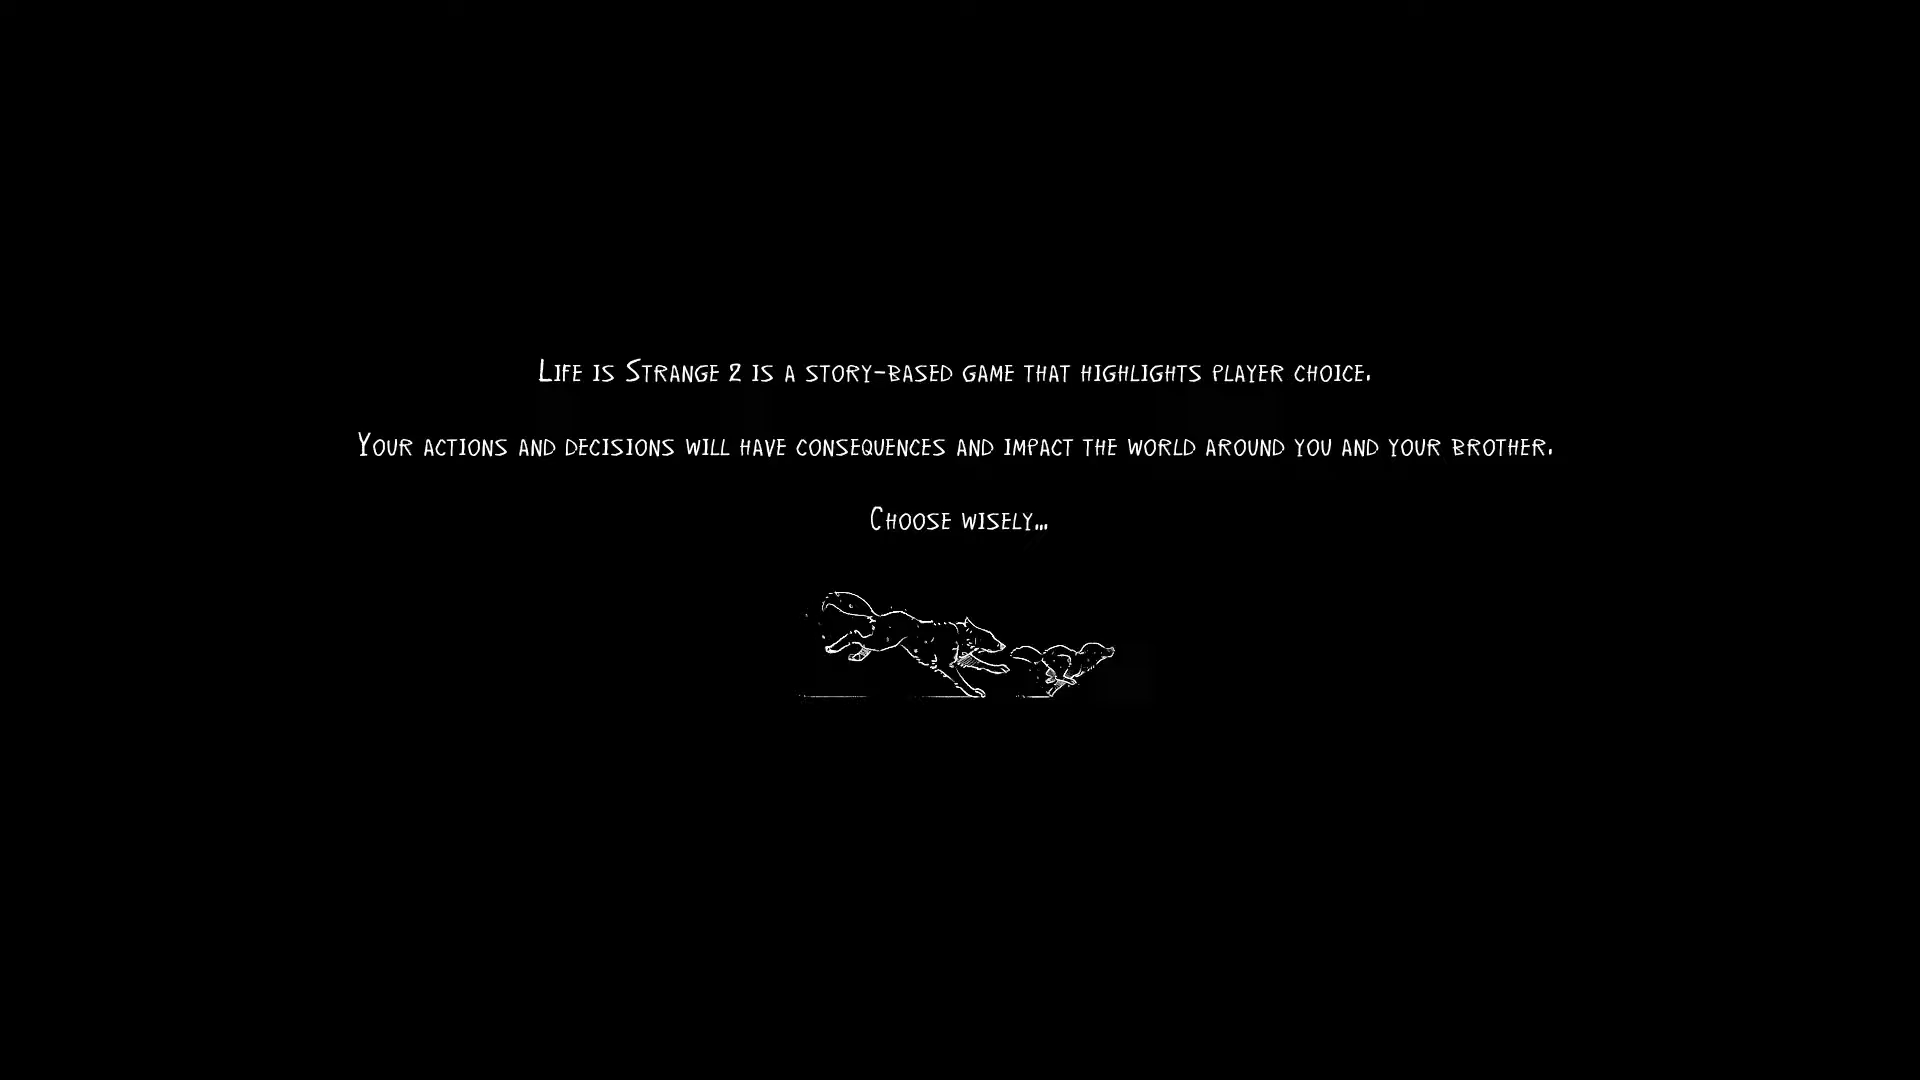 Life is Strange 2 is a story-based game that highlights player choice.
Your actions and decisions will have consequences and impact the world around you and your brother.
Choose wisely...